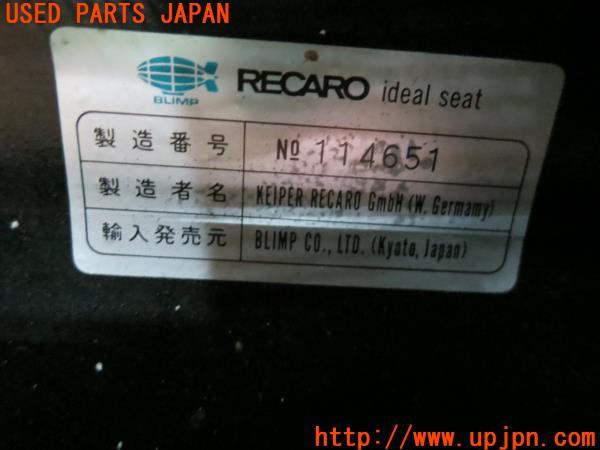 USED PARTS JAPAN
BLIMP
RECARO ideal seat
製造番号 № 114651
製造者名 KEIPER RECARO GmbH (W. Germamy)
輸入発売元 BLIMP CO., LTD. (Kyoto, Japan)
http://www.upjpn.com/